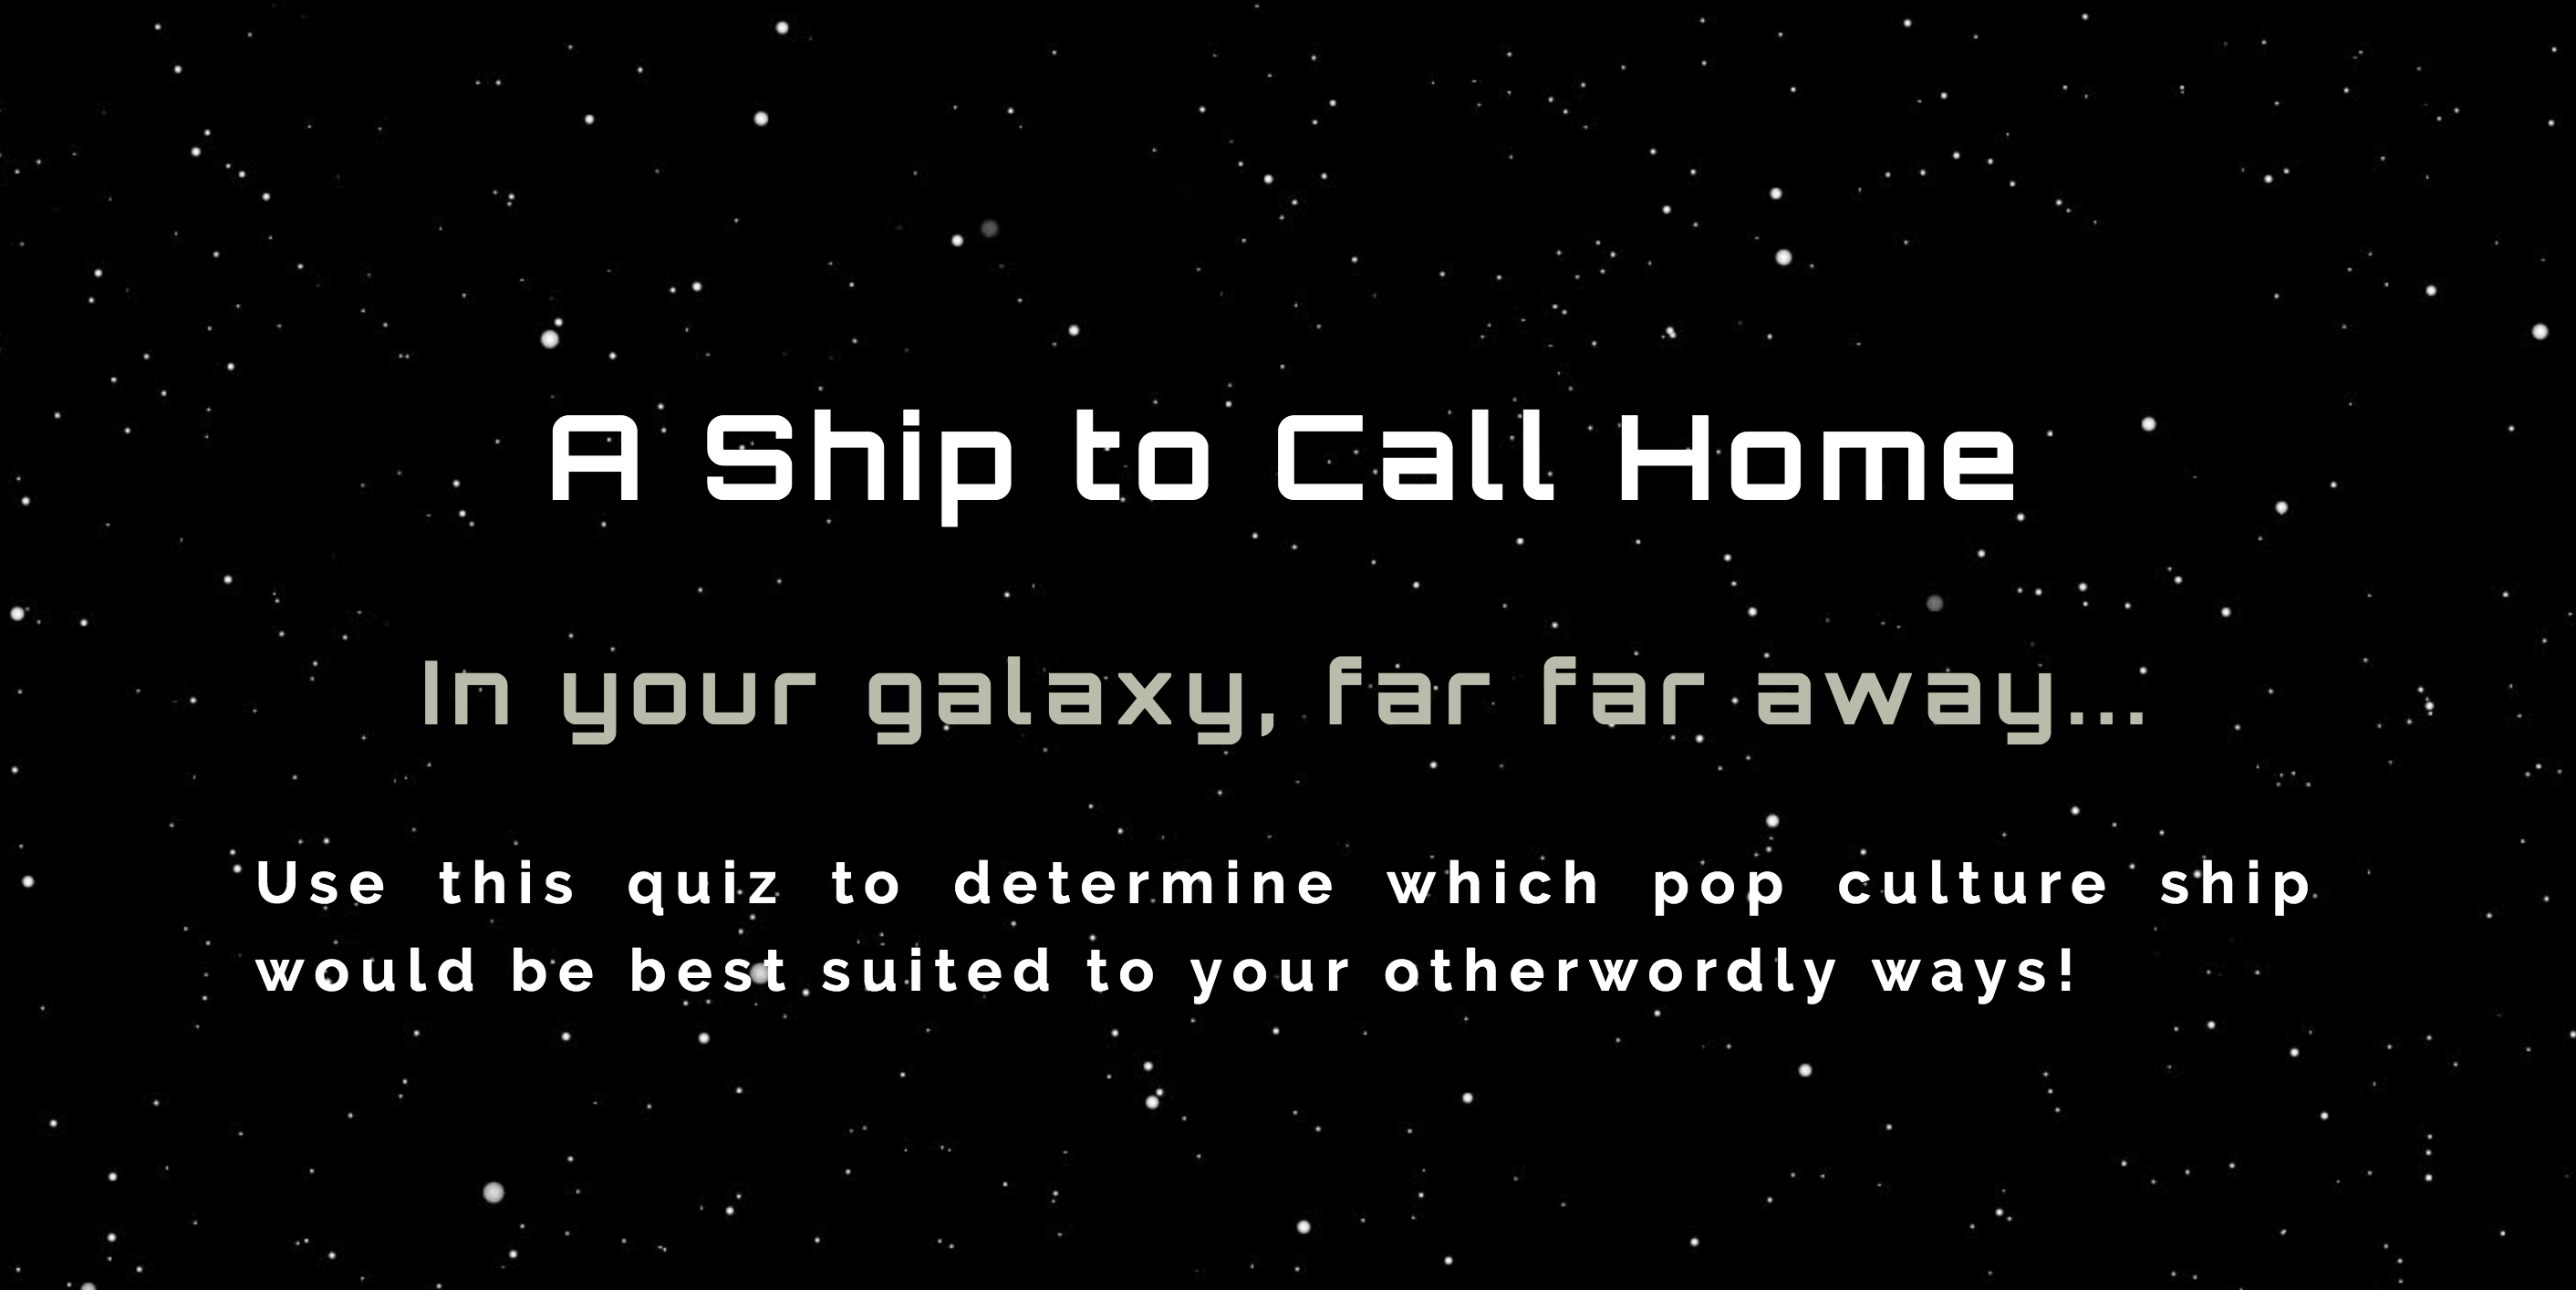 A Ship to Call Home
In your galaxy, far far away...
Use this quiz to determine which pop culture ship
would be best suited to your otherwordly ways!